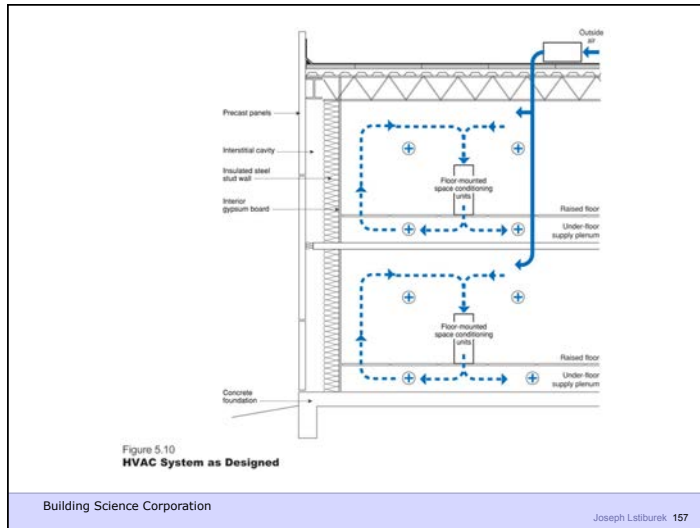 Outside
air
Precast panels
Interstitial cavity
Insulated steel
stud wall
Interior
gypsum board
Floor-mounted
space conditioning
units
Raised floor
Under-floor
supply plenum
Floor-mounted
space conditioning
units
Raised floor
Under-floor
supply plenum
Concrete
foundation
Figure 5.10
HVAC System as Designed
Building Science Corporation
Joseph Lstiburek 157